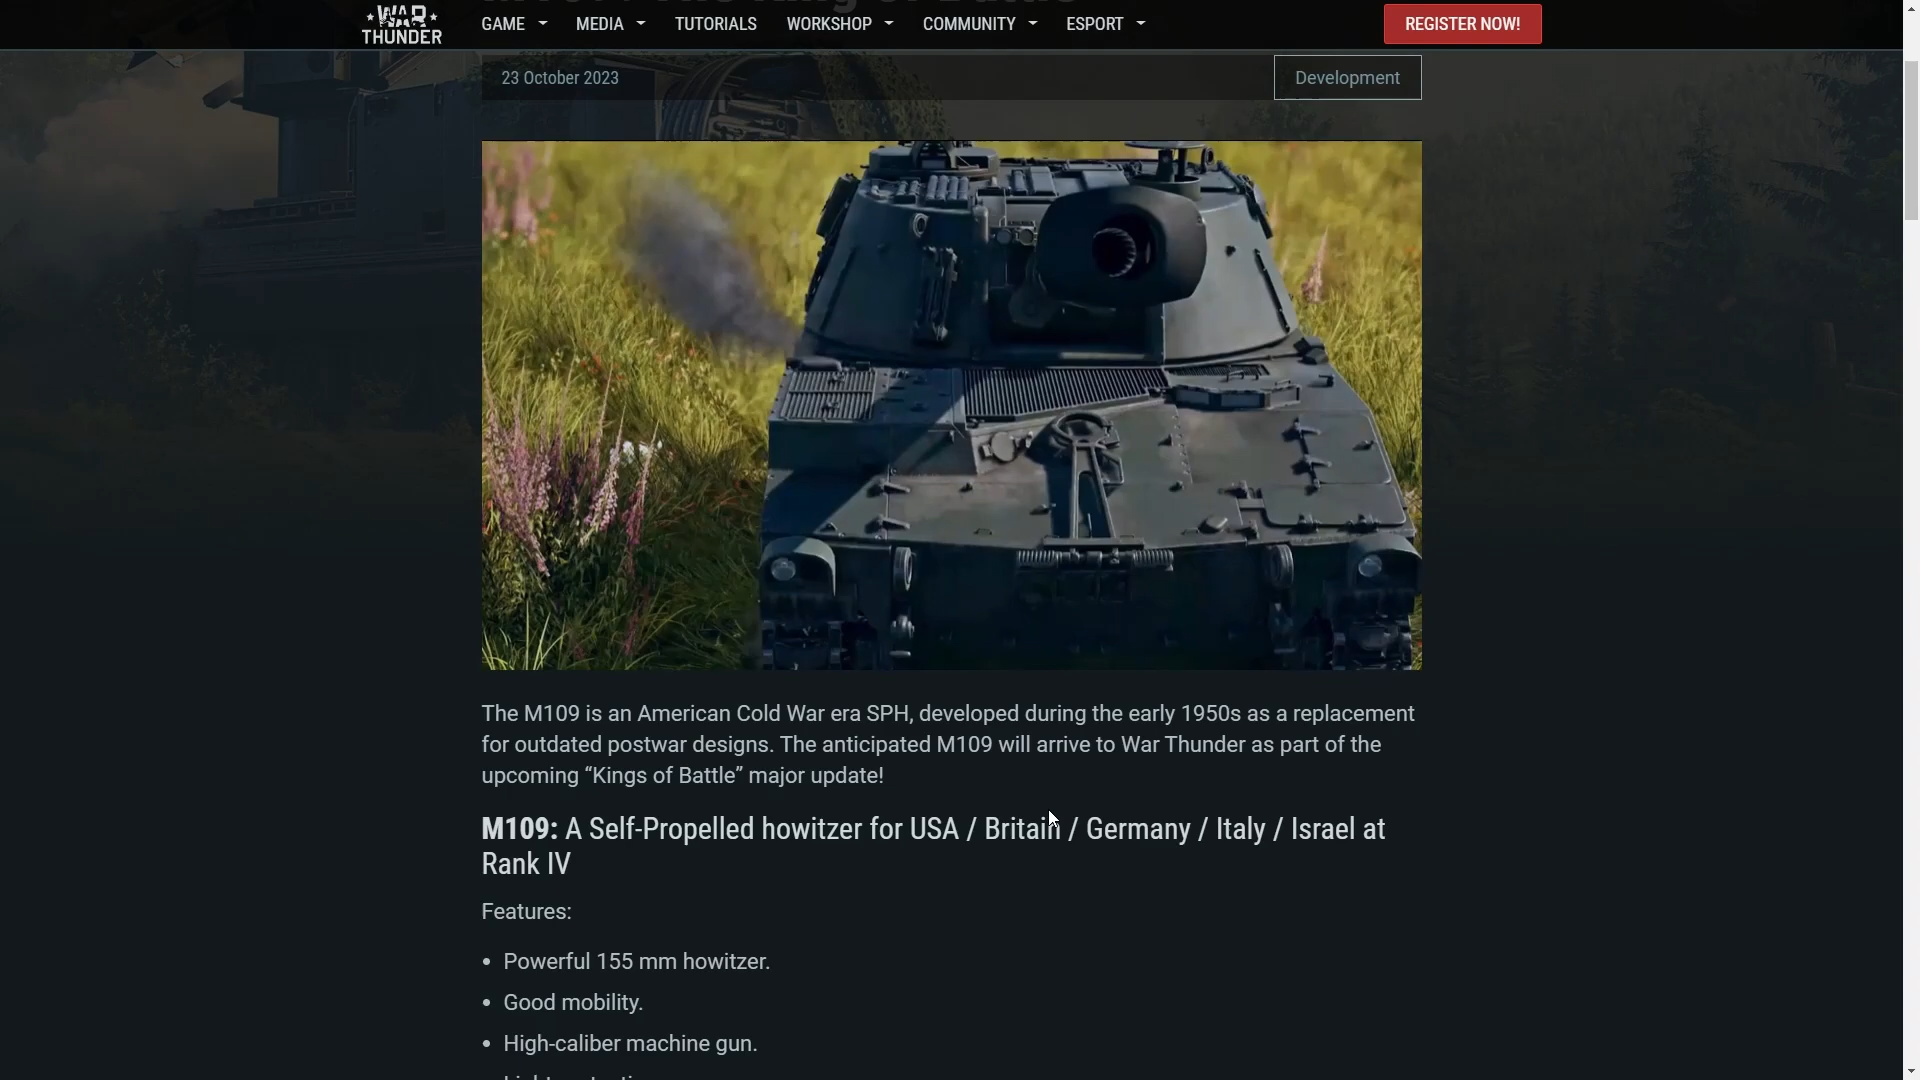 WAR
THUNDER
GAME
MEDIA
TUTORIALS
WORKSHOP
COMMUNITY
ESPORT
REGISTER NOW!
23 October 2023
Development
The M109 is an American Cold War era SPH, developed during the early 1950s as a replacement
for outdated postwar designs. The anticipated M109 will arrive to War Thunder as part of the
upcoming “Kings of Battle” major update!
M109: A Self-Propelled howitzer for USA / Britain / Germany / Italy / Israel at
Rank IV
Features:
• Powerful 155 mm howitzer.
• Good mobility.
• High-caliber machine gun.